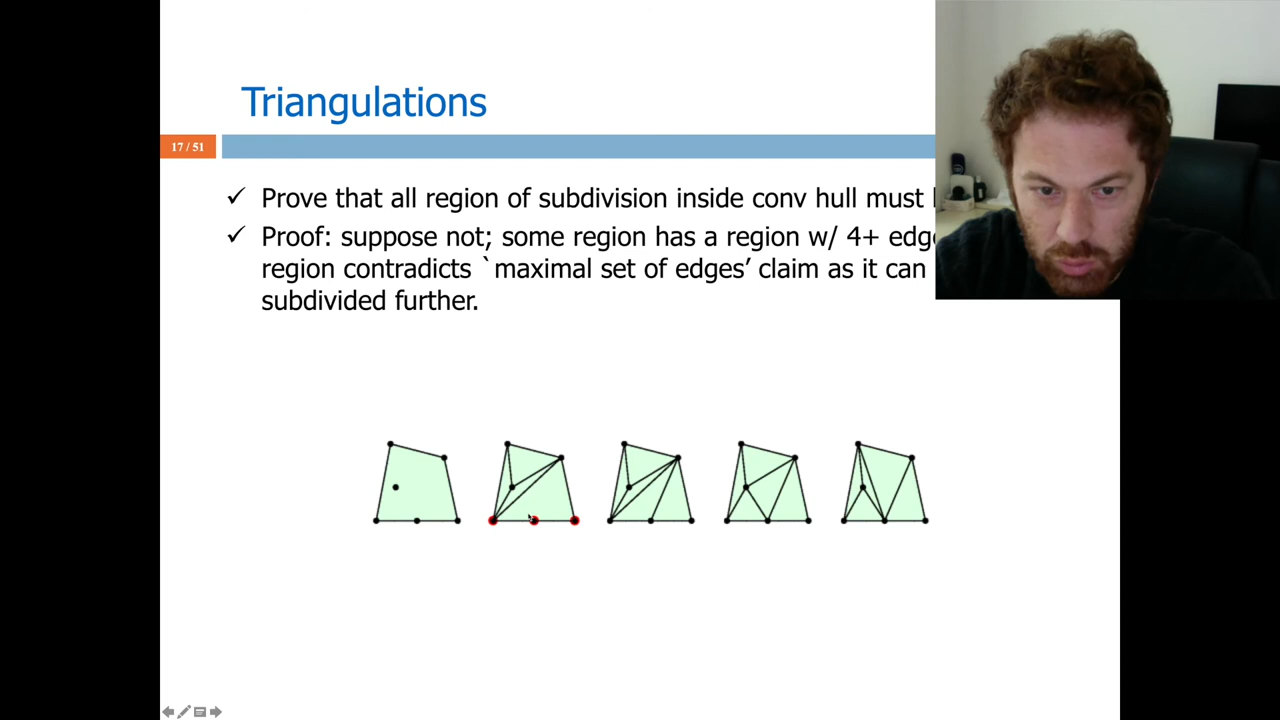 Triangulations
17 / 51
✓ Prove that all region of subdivision inside conv hull must
✓ Proof: suppose not; some region has a region w/ 4+
region contradicts `maximal set of edges’ claim as it can
subdivided further.